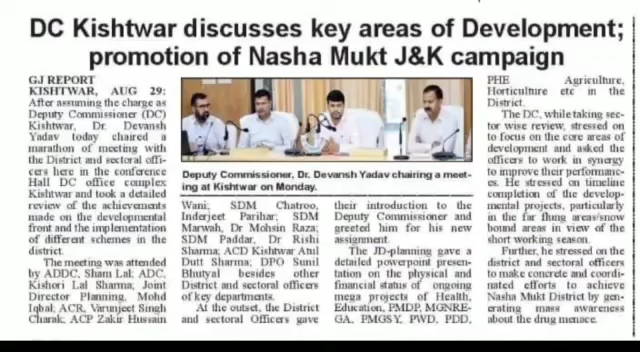 DC Kishtwar discusses key areas of Development;
promotion of Nasha Mukt J&K campaign
GJ REPORT
KISHTWAR, AUG 29:
After assuming the charge as
Deputy Commissioner (DC)
Kishtwar, Dr. Devansh
Yadav today chaired a
marathon of meeting with
the District and sectoral offi-
cers here in the conference
Hall DC office complex
Kishtwar and took a detailed
review of the achievements
made on the developmental
front and the implementation
of different schemes in the
district.
The meeting was attended
by ADDC, Sham Lal; ADC,
Kishori Lal Sharma; Joint
Director Planning, Mohd
Iqbal; ACR, Varunjeet Singh
Charak, ACP Zakir Hussain
Deputy Commissioner, Dr. Devansh Yadav chairing a meet-
ing at Kishtwar on Monday.
Wani; SDM Chatroo,
Inderjeet Parihar; SDM
Marwah, Dr Mohsin Raza;
SDM Paddar, Dr Rishi
Sharma; ACD Kishtwar Atul
Dutt Sharma; DPO Sunil
Bhutyal besides other
District and sectoral officers
of key departments.
At the outset, the District
and sectoral Officers gave
their introduction to the
Deputy Commissioner and
greeted him for his new
assignment.
The JD-planning gave a
detailed powerpoint presen-
tation on the physical and
financial status of ongoing
mega projects of Health,
Education, PMDP, MGNRE-
GA, PMGSY, PWD, PDD,
PHE Agriculture,
Horticulture etc in the
District.
The DC, while taking sec-
tor wise review, stressed on
to focus on the core areas of
development and asked the
officers to work in synergy
to improve their performanc-
es. He stressed on timeline
completion of the develop-
mental projects, particularly
in the far flung areas/snow
bound areas in view of the
short working season.
Further, he stressed on the
district and sectoral officers
to make concrete and coordi-
nated efforts to achieve
Nasha Mukt District by gen-
erating mass awareness
about the drug menace.